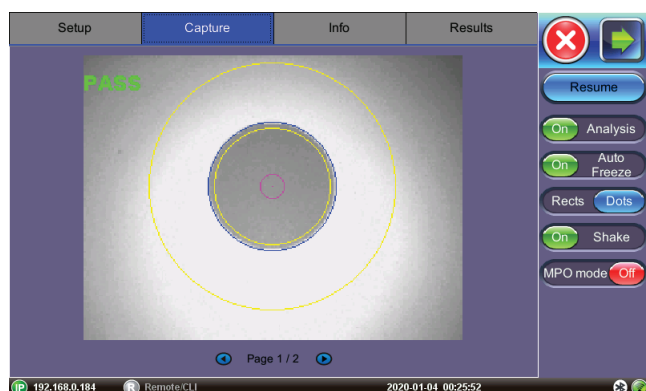 Setup Capture Info Results
PASS
Resume
On Analysis
On Auto Freeze
Rects Dots
On Shake
MPO mode Off
Page 1 / 2
IP 192.168.0.184 R Remote/CLI 2020-01-04 00:25:52